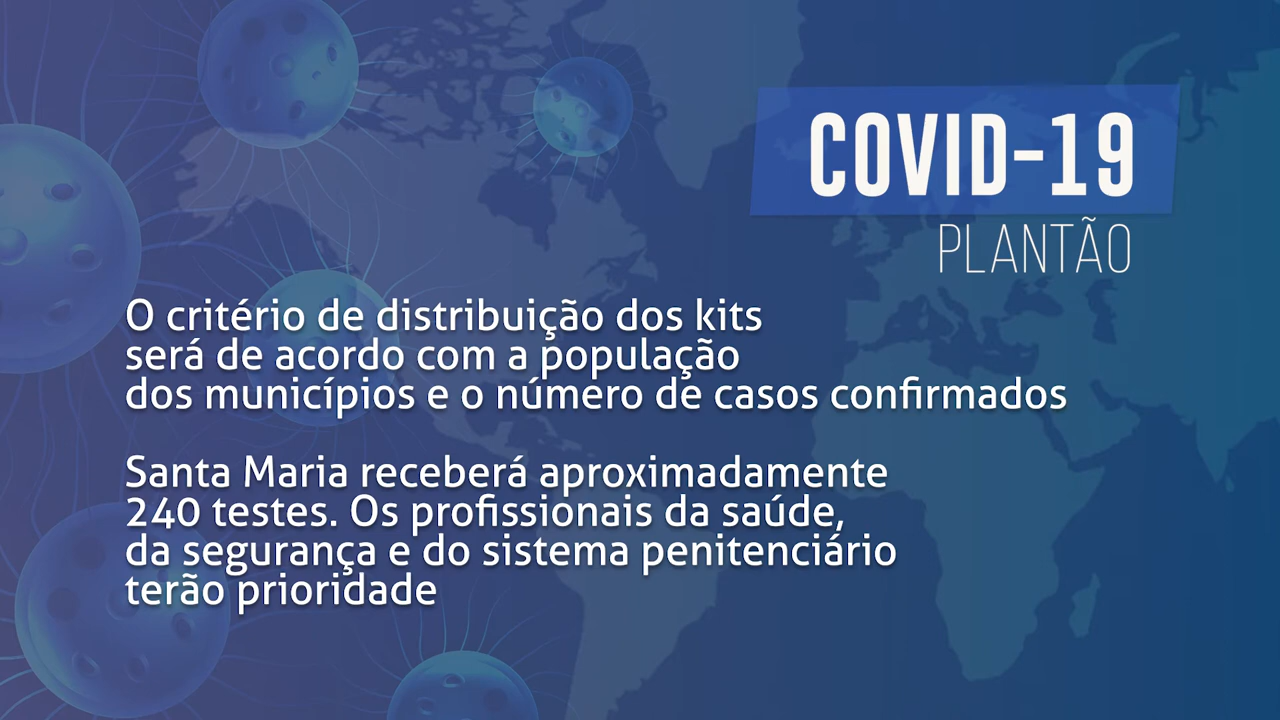 COVID-19
PLANTÃO
O critério de distribuição dos kits
será de acordo com a população
dos municípios e o número de casos confirmados
Santa Maria receberá aproximadamente
240 testes. Os profissionais da saúde,
da segurança e do sistema penitenciário
terão prioridade